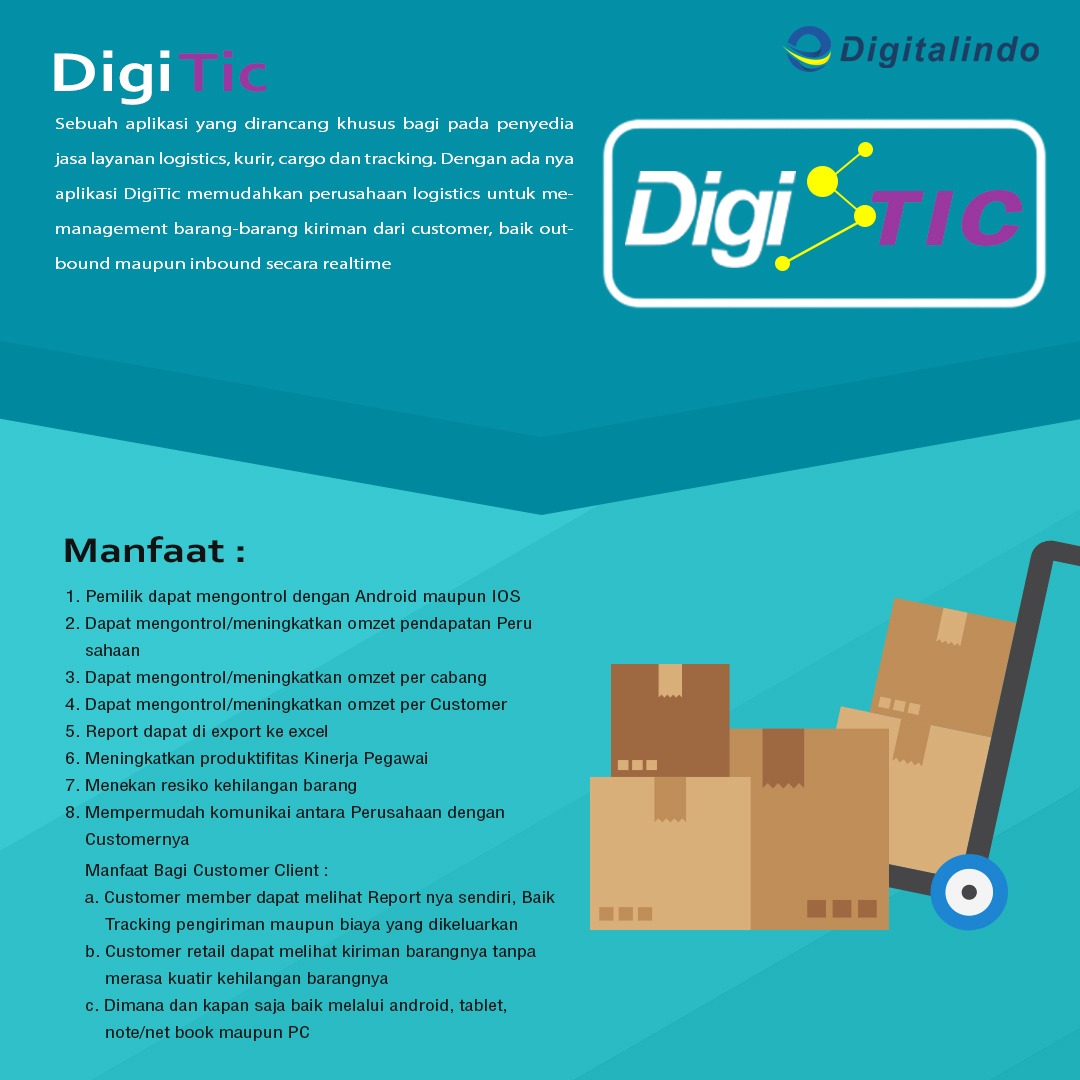 DigiTic
Digitalindo
Sebuah aplikasi yang dirancang khusus bagi pada penyedia
jasa layanan logistics, kurir, cargo dan tracking. Dengan ada nya
aplikasi DigiTic memudahkan perusahaan logistics untuk me-
management barang-barang kiriman dari customer, baik out-
bound maupun inbound secara realtime
Digi TIC
Manfaat :
1. Pemilik dapat mengontrol dengan Android maupun IOS
2. Dapat mengontrol/meningkatkan omzet pendapatan Peru
sahaan
3. Dapat mengontrol/meningkatkan omzet per cabang
4. Dapat mengontrol/meningkatkan omzet per Customer
5. Report dapat di export ke excel
6. Meningkatkan produktifitas Kinerja Pegawai
7. Menekan resiko kehilangan barang
8. Mempermudah komunikai antara Perusahaan dengan
Customernya
Manfaat Bagi Customer Client :
a. Customer member dapat melihat Report nya sendiri, Baik
Tracking pengiriman maupun biaya yang dikeluarkan
b. Customer retail dapat melihat kiriman barangnya tanpa
merasa kuatir kehilangan barangnya
c. Dimana dan kapan saja baik melalui android, tablet,
note/net book maupun PC